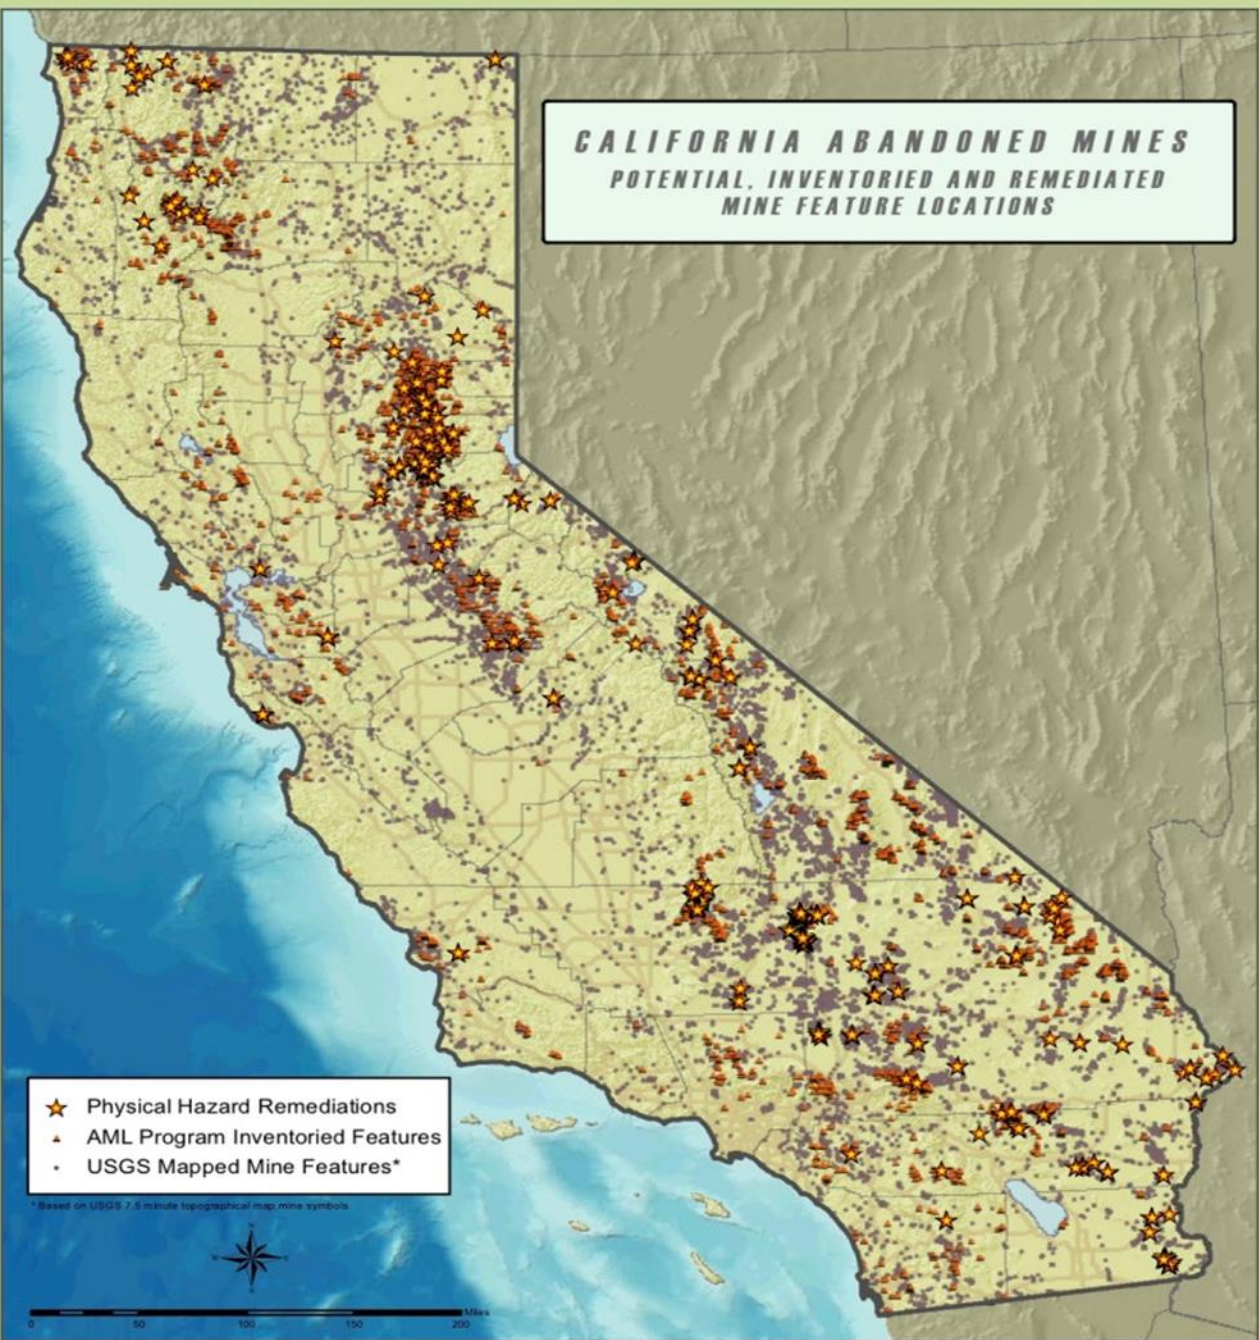 CALIFORNIA ABANDONED MINES
POTENTIAL, INVENTORIED AND REMEDIATED
MINE FEATURE LOCATIONS
Physical Hazard Remediations
AML Program Inventoried Features
USGS Mapped Mine Features*
* Based on USGS 7.5 minute topographical map mine symbols
N
W E
S
Miles
0 50 100 150 200